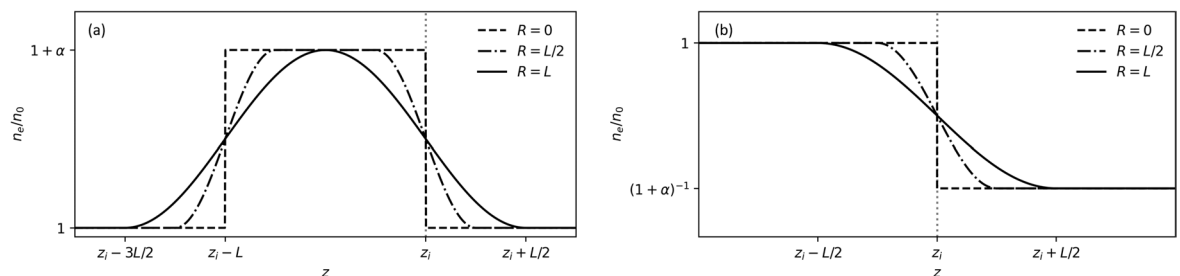 (a)
R = 0
R = L/2
R = L
1 + α
1
n_e/n_0
z_i − 3L/2
z_i − L
z_i
z_i + L/2
z
(b)
R = 0
R = L/2
R = L
1
(1 + α)⁻¹
n_e/n_0
z_i − L/2
z_i
z_i + L/2
z